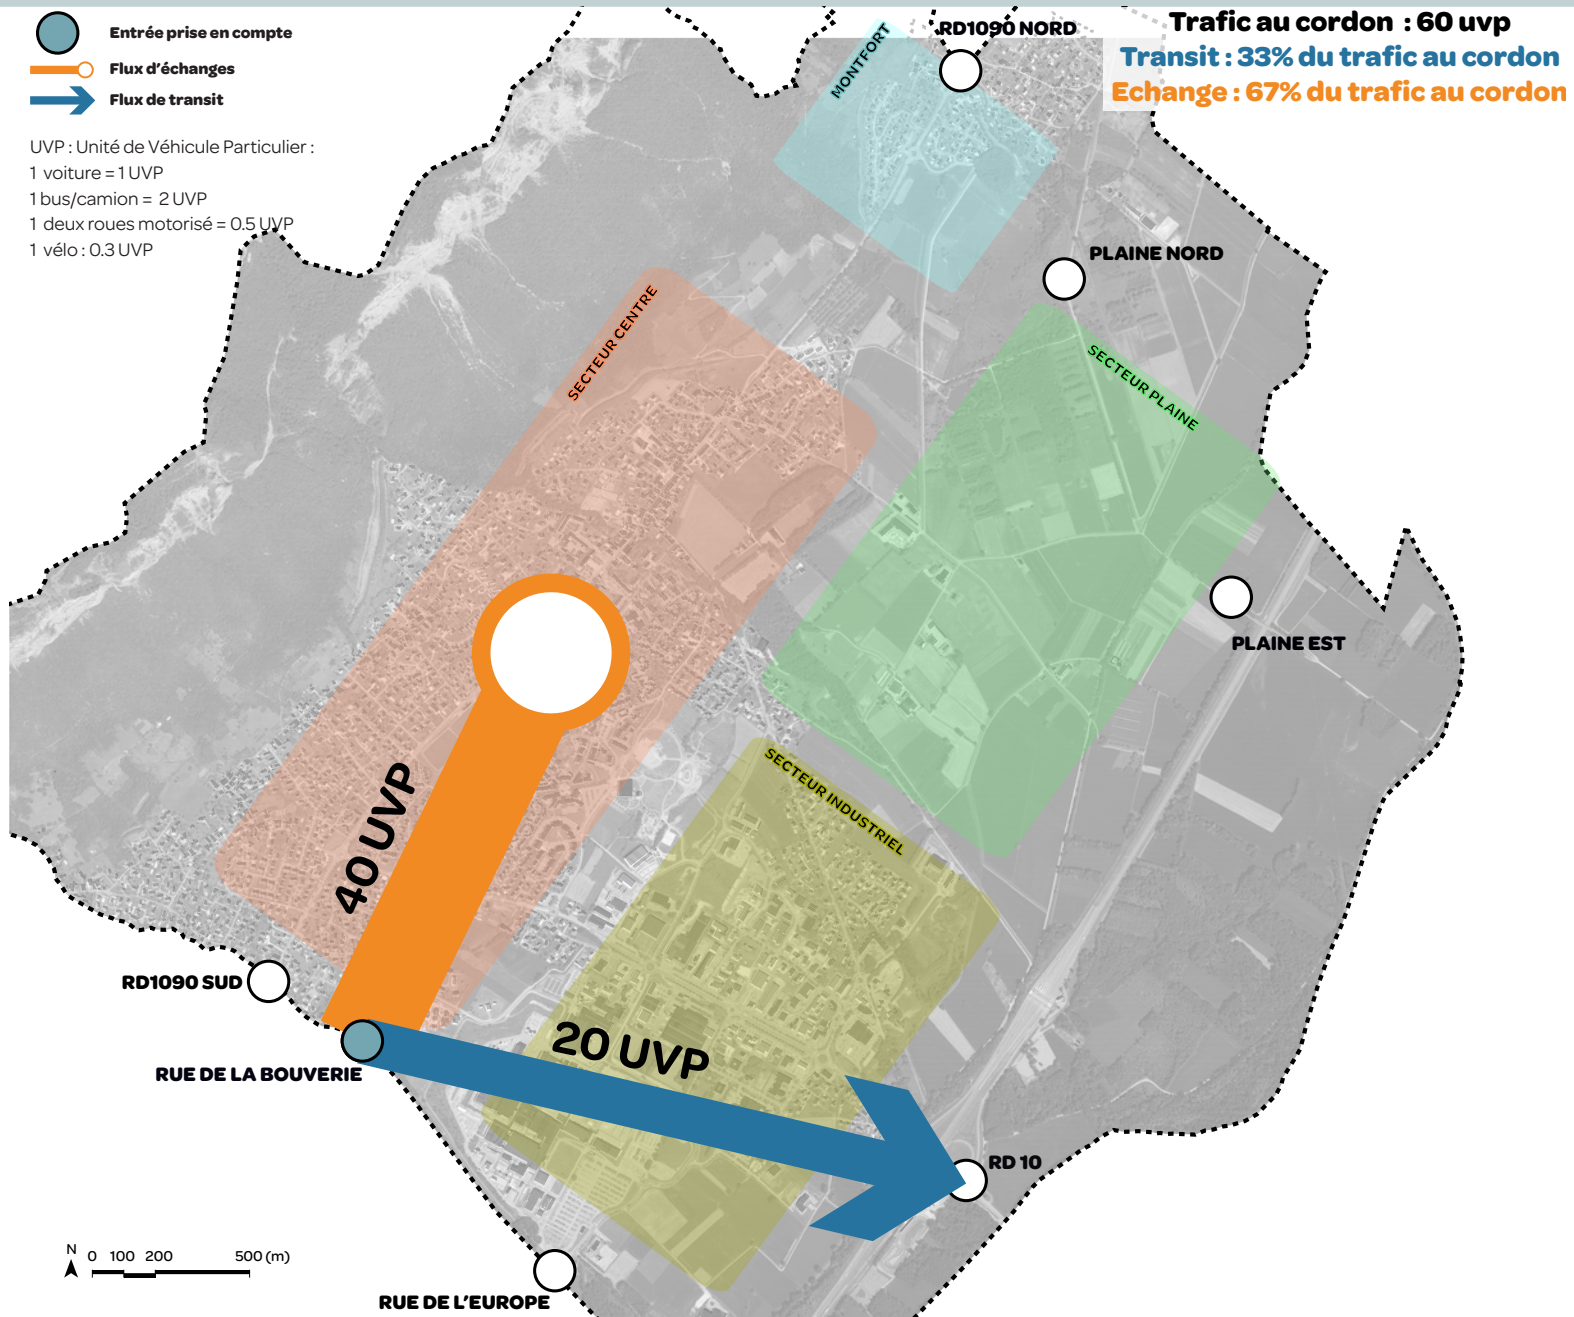 Entrée prise en compte
Flux d'échanges
Flux de transit
UVP : Unité de Véhicule Particulier :
1 voiture = 1 UVP
1 bus/camion = 2 UVP
1 deux roues motorisé = 0.5 UVP
1 vélo : 0.3 UVP
Trafic au cordon : 60 uvp
Transit : 33% du trafic au cordon
Echange : 67% du trafic au cordon
RD1090 NORD
MONTFORT
PLAINE NORD
SECTEUR CENTRE
SECTEUR PLAINE
PLAINE EST
SECTEUR INDUSTRIEL
40 UVP
RD1090 SUD
20 UVP
RUE DE LA BOUVERIE
RD 10
RUE DE L'EUROPE
N 0 100 200 500 (m)